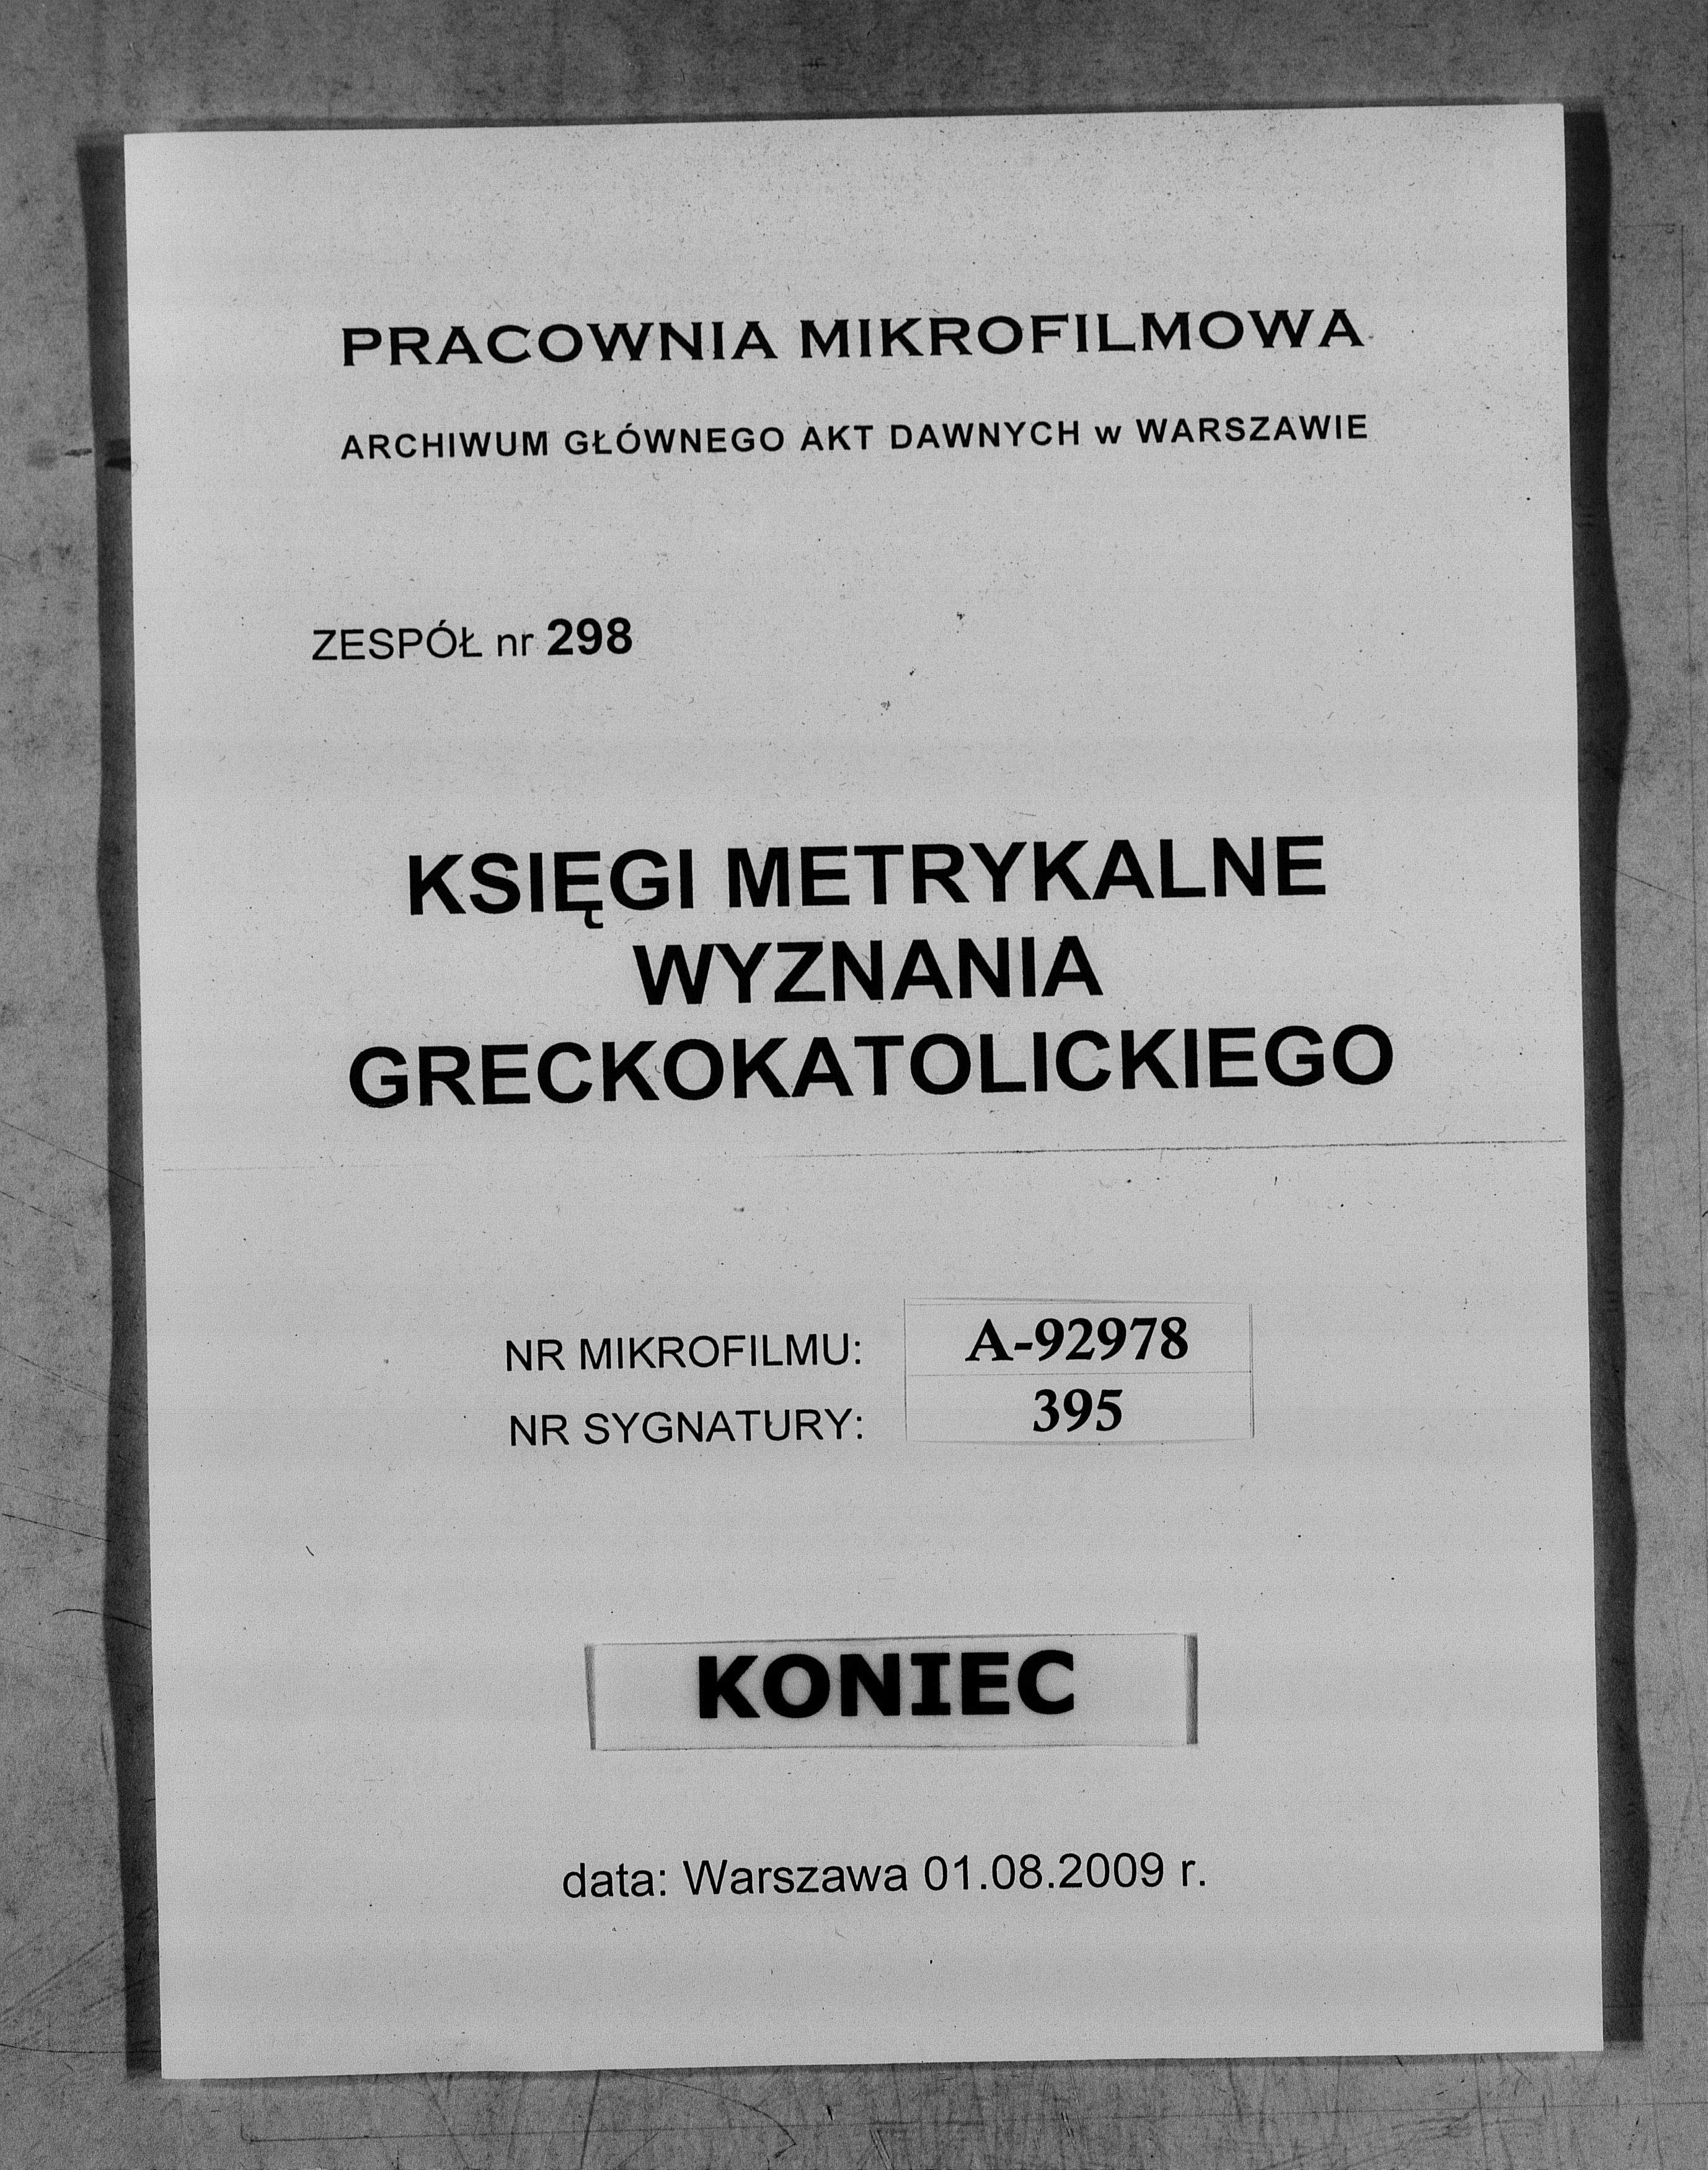 PRACOWNIA MIKROFILMOWA
ARCHIWUM GŁÓWNEGO AKT DAWNYCH w WARSZAWIE
ZESPÓŁ nr 298
KSIĘGI METRYKALNE
WYZNANIA
GRECKOKATOLICKIEGO
NR MIKROFILMU: A-92978
NR SYGNATURY: 395
KONIEC
data: Warszawa 01.08.2009 r.